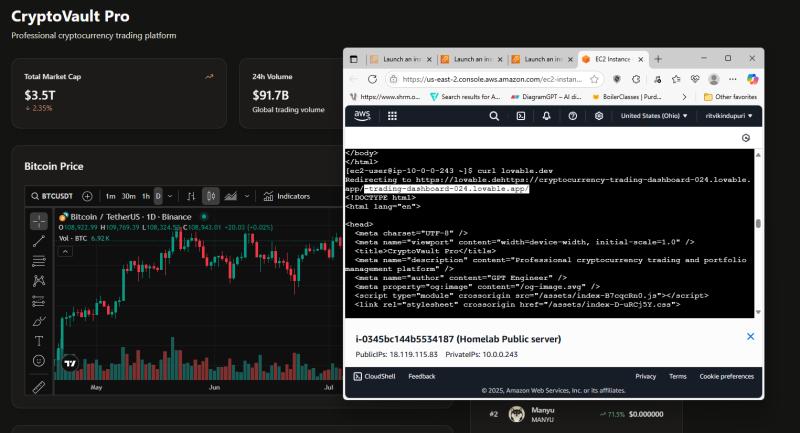 CryptoVault Pro
Professional cryptocurrency trading platform
Total Market Cap
$3.5T
↓ 2.35%
24h Volume
$91.7B
Global trading volume
Bitcoin Price
BTCUSDT
1m 30m 1h D
Indicators
Bitcoin / TetherUS · 1D · Binance
O108,922.99 H109,769.39 L108,324.53 C108,943.01 +20.03 (+0.02%)
Vol · BTC 6.92 K
May Jun Jul
Launch an ins
Launch an ins
Launch an ins
EC2 Instance
https://us-east-2.console.aws.amazon.com/ec2-instan...
https://www.shrm.o...
Search results for A...
DiagramGPT – AI di...
BoilerClasses | Purd...
Other favorites
aws
United States (Ohio)
ritvikindupuri
</body>
</html>
[ec2-user@ip-10-0-0-243 ~]$ curl lovable.dev
Redirecting to https://lovable.dehttps://cryptocurrency-trading-dashboard-024.lovable.
app/-trading-dashboard-024.lovable.app/
<!DOCTYPE html>
<html lang="en">
<head>
<meta charset="UTF-8" />
<meta name="viewport" content="width=device-width, initial-scale=1.0" />
<title>CryptoVault Pro</title>
<meta name="description" content="Professional cryptocurrency trading and portfolio
management platform" />
<meta name="author" content="GPT Engineer" />
<meta property="og:image" content="/og-image.svg" />
<script type="module" crossorigin src="/assets/index-B7cqcRn0.js"></script>
<link rel="stylesheet" crossorigin href="/assets/index-D-uRCj5Y.css">
i-0345bc144b5534187 (Homelab Public server)
PublicIPs: 18.119.115.83 PrivateIPs: 10.0.0.243
CloudShell Feedback Privacy Terms Cookie preferences
© 2025, Amazon Web Services, Inc. or its affiliates.
#2
Manyu
MANYU
71.5%
$0.000000